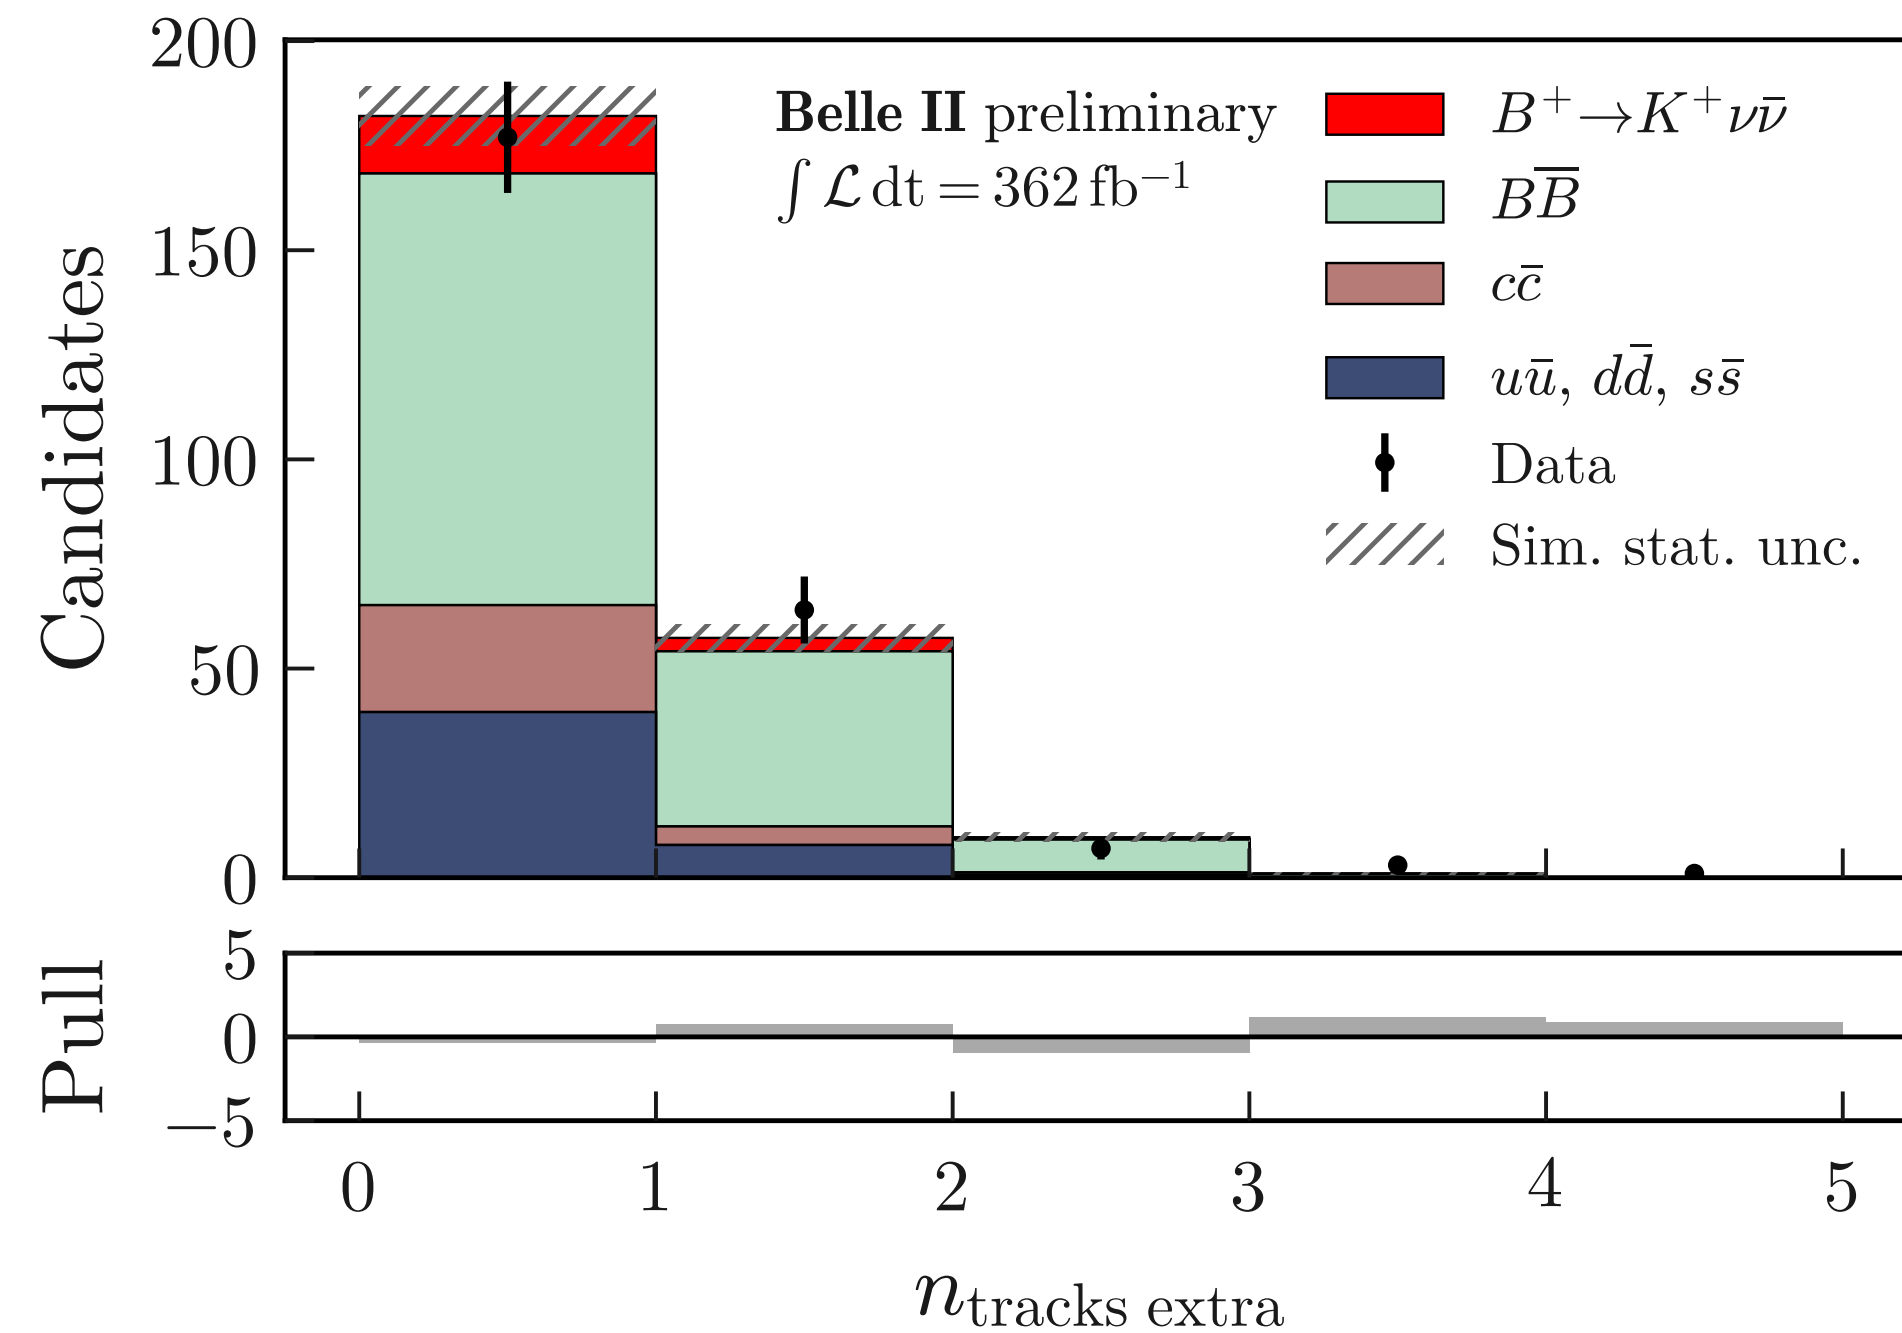 200
150
100
50
0
Candidates
Belle II preliminary
∫ ℒ dt = 362 fb⁻¹
B⁺→K⁺νν̄
BB̅
cc̄
uū, dd̄, ss̄
Data
Sim. stat. unc.
5
0
−5
Pull
0 1 2 3 4 5
n_tracks extra